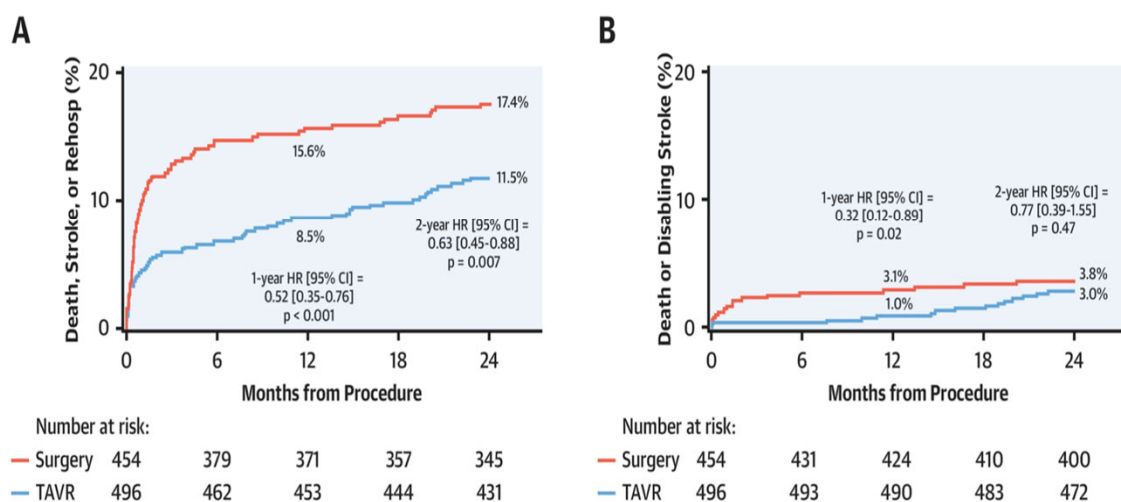 A
Death, Stroke, or Rehosp (%)
20
10
0
17.4%
15.6%
11.5%
8.5%
2-year HR [95% CI] =
0.63 [0.45-0.88]
p = 0.007
1-year HR [95% CI] =
0.52 [0.35-0.76]
p < 0.001
0 6 12 18 24
Months from Procedure
Number at risk:
Surgery 454 379 371 357 345
TAVR 496 462 453 444 431
B
Death or Disabling Stroke (%)
20
10
0
1-year HR [95% CI] =
0.32 [0.12-0.89]
p = 0.02
2-year HR [95% CI] =
0.77 [0.39-1.55]
p = 0.47
3.1%
3.8%
1.0%
3.0%
0 6 12 18 24
Months from Procedure
Number at risk:
Surgery 454 431 424 410 400
TAVR 496 493 490 483 472